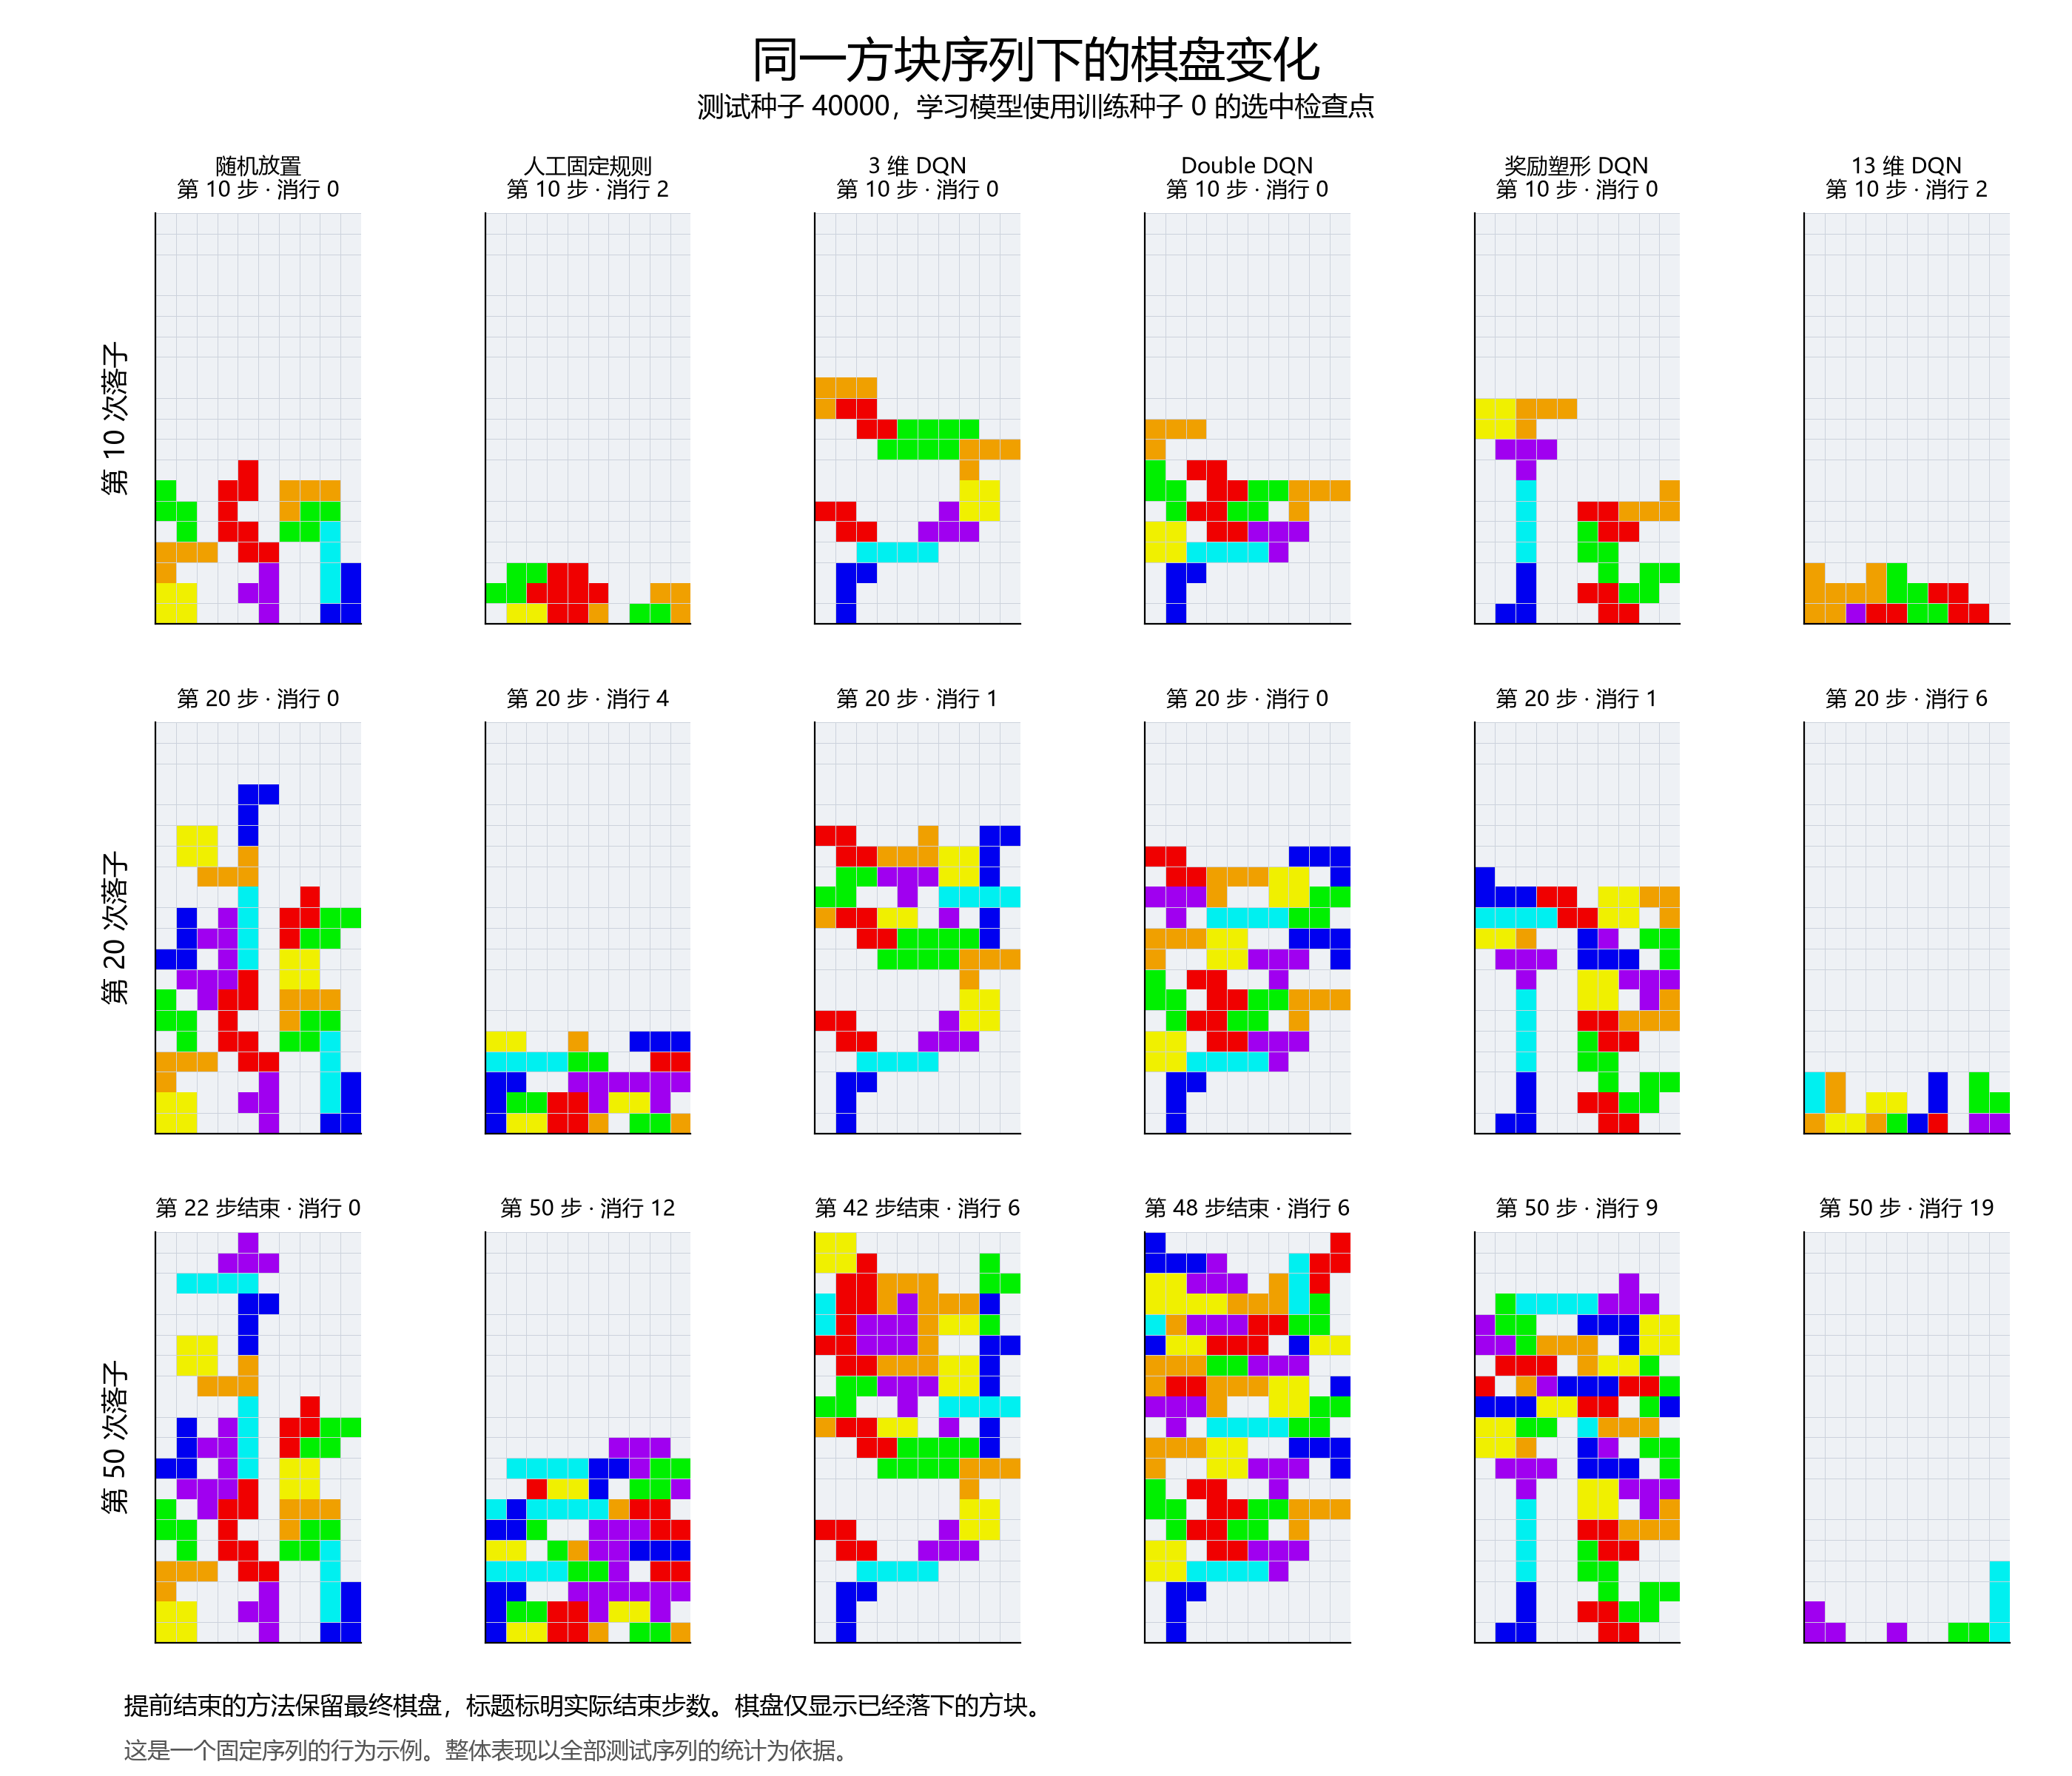 同一方块序列下的棋盘变化
测试种子 40000，学习模型使用训练种子 0 的选中检查点
随机放置
第 10 步 · 消行 0
人工固定规则
第 10 步 · 消行 2
3 维 DQN
第 10 步 · 消行 0
Double DQN
第 10 步 · 消行 0
奖励塑形 DQN
第 10 步 · 消行 0
13 维 DQN
第 10 步 · 消行 2
第 10 次落子
第 20 步 · 消行 0
第 20 步 · 消行 4
第 20 步 · 消行 1
第 20 步 · 消行 0
第 20 步 · 消行 1
第 20 步 · 消行 6
第 20 次落子
第 22 步结束 · 消行 0
第 50 步 · 消行 12
第 42 步结束 · 消行 6
第 48 步结束 · 消行 6
第 50 步 · 消行 9
第 50 步 · 消行 19
第 50 次落子
提前结束的方法保留最终棋盘，标题标明实际结束步数。棋盘仅显示已经落下的方块。
这是一个固定序列的行为示例。整体表现以全部测试序列的统计为依据。